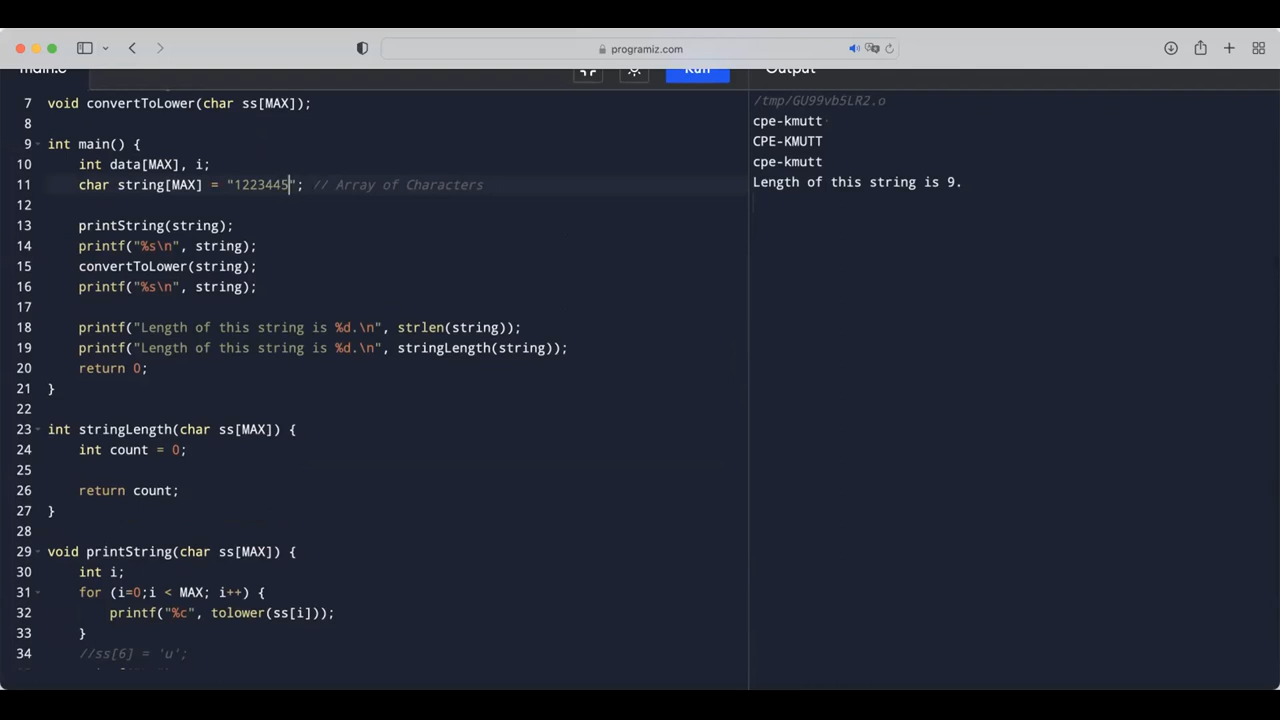 programiz.com
main.c
Run
Output
7 void convertToLower(char ss[MAX]);
8
9 int main() {
10 int data[MAX], i;
11 char string[MAX] = "1223445"; // Array of Characters
12
13 printString(string);
14 printf("%s\n", string);
15 convertToLower(string);
16 printf("%s\n", string);
17
18 printf("Length of this string is %d.\n", strlen(string));
19 printf("Length of this string is %d.\n", stringLength(string));
20 return 0;
21 }
22
23 int stringLength(char ss[MAX]) {
24 int count = 0;
25
26 return count;
27 }
28
29 void printString(char ss[MAX]) {
30 int i;
31 for (i=0;i < MAX; i++) {
32 printf("%c", tolower(ss[i]));
33 }
34 //ss[6] = 'u';
/tmp/GU99vb5LR2.o
cpe-kmutt
CPE-KMUTT
cpe-kmutt
Length of this string is 9.